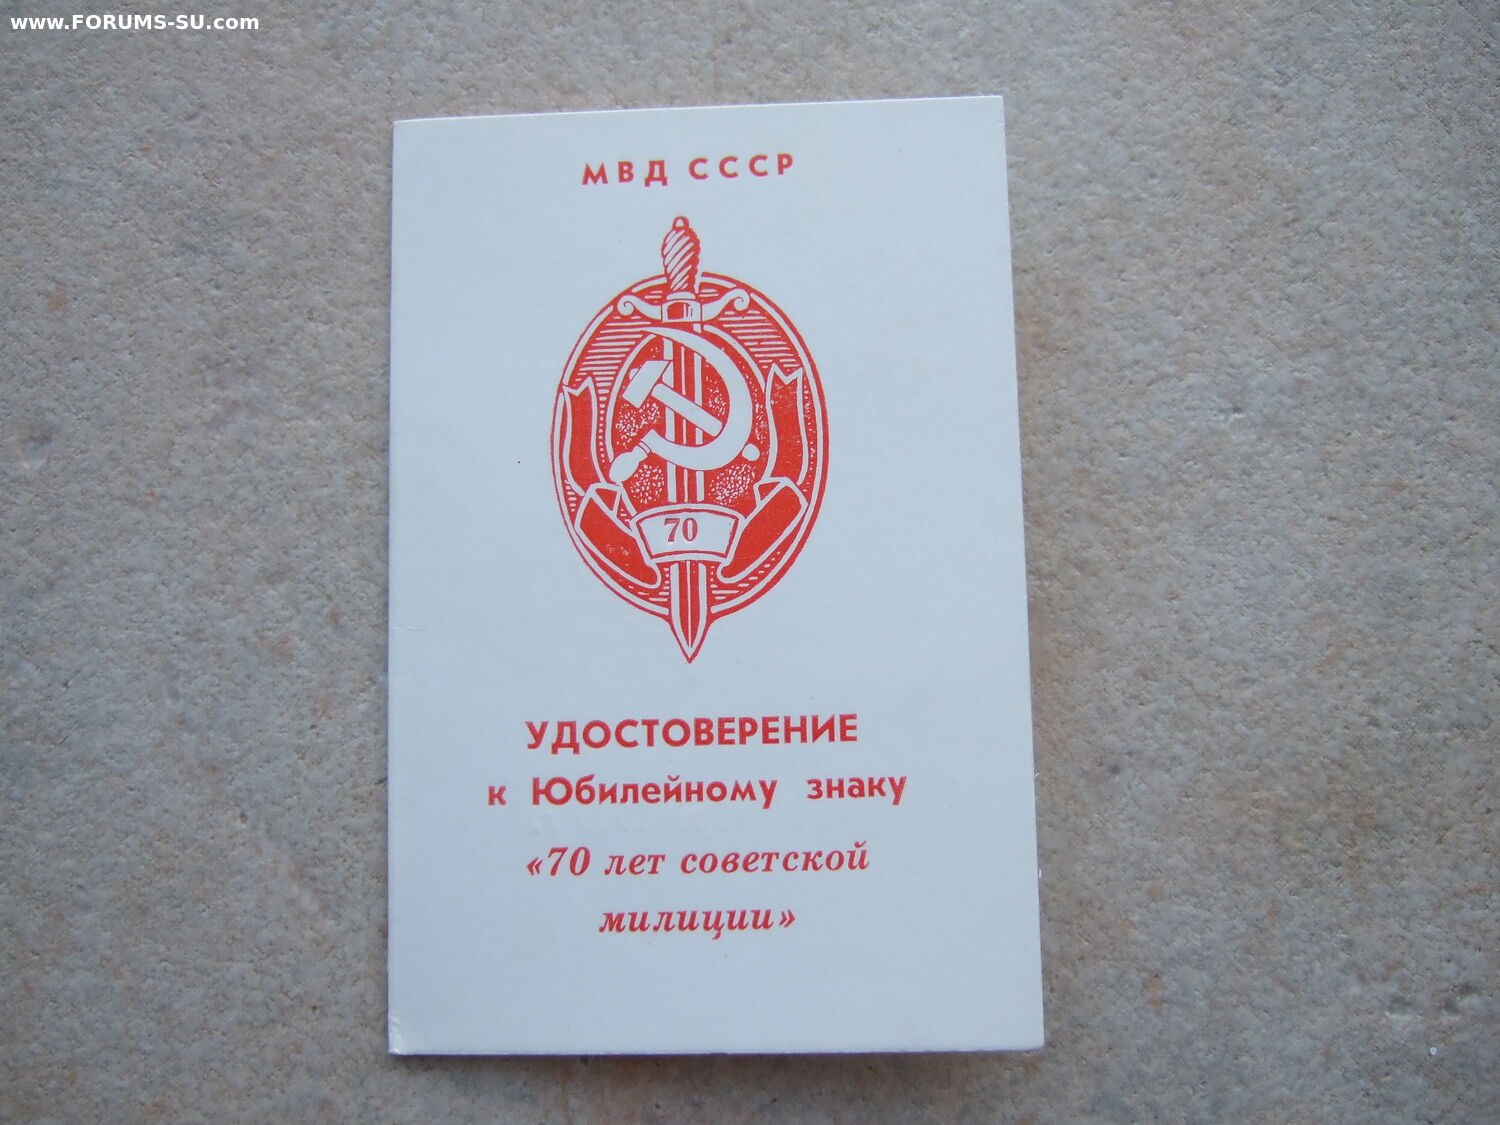 www.FORUMS-SU.com
МВД СССР
70
УДОСТОВЕРЕНИЕ
к Юбилейному знаку
«70 лет советской
милиции»